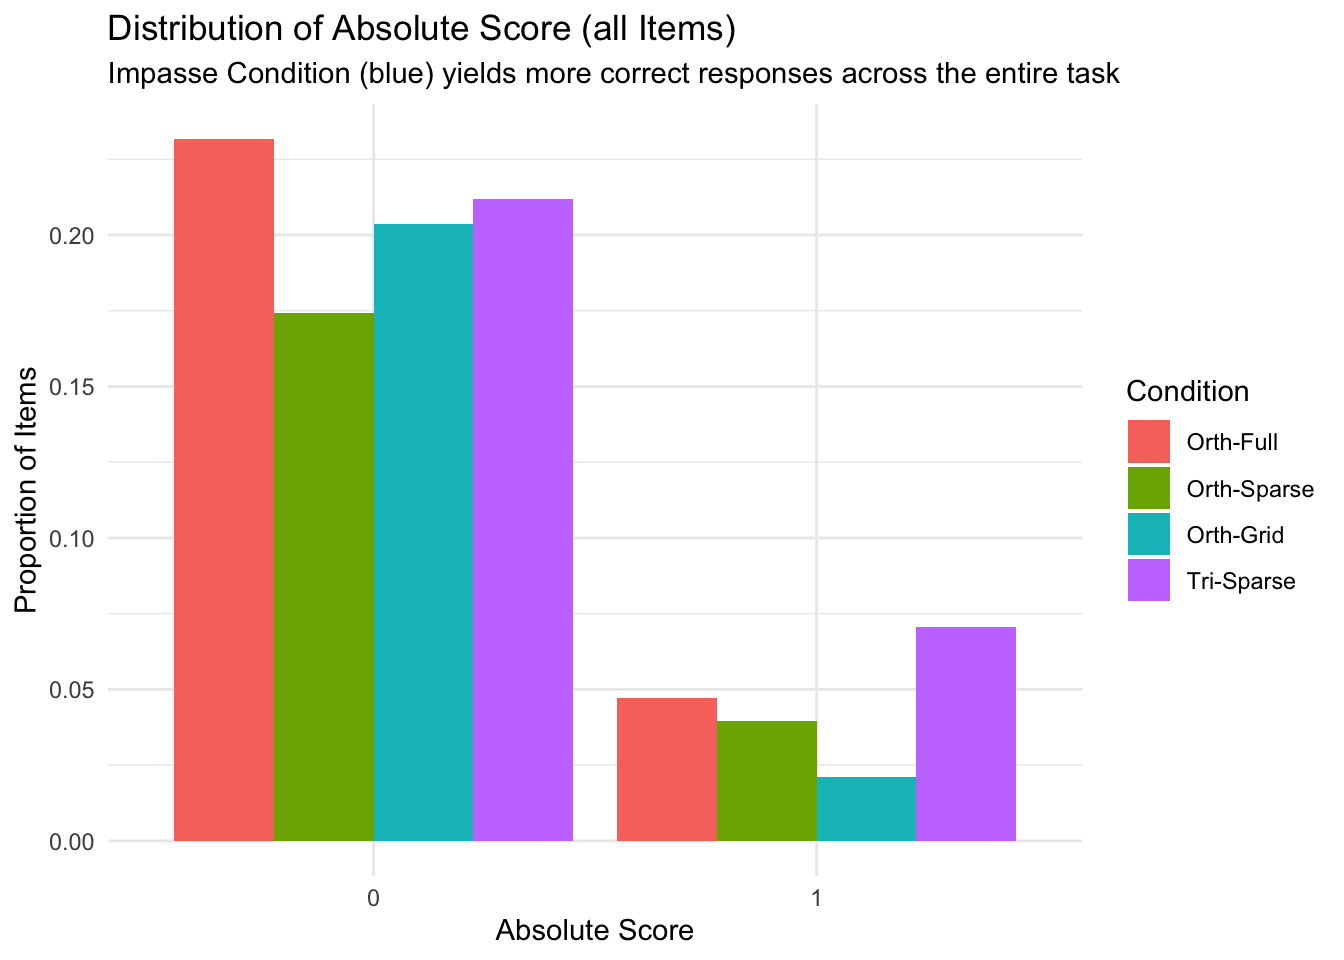 Distribution of Absolute Score (all Items)
Impasse Condition (blue) yields more correct responses across the entire task
Proportion of Items
0.20
0.15
0.10
0.05
0.00
0
1
Absolute Score
Condition
Orth-Full
Orth-Sparse
Orth-Grid
Tri-Sparse